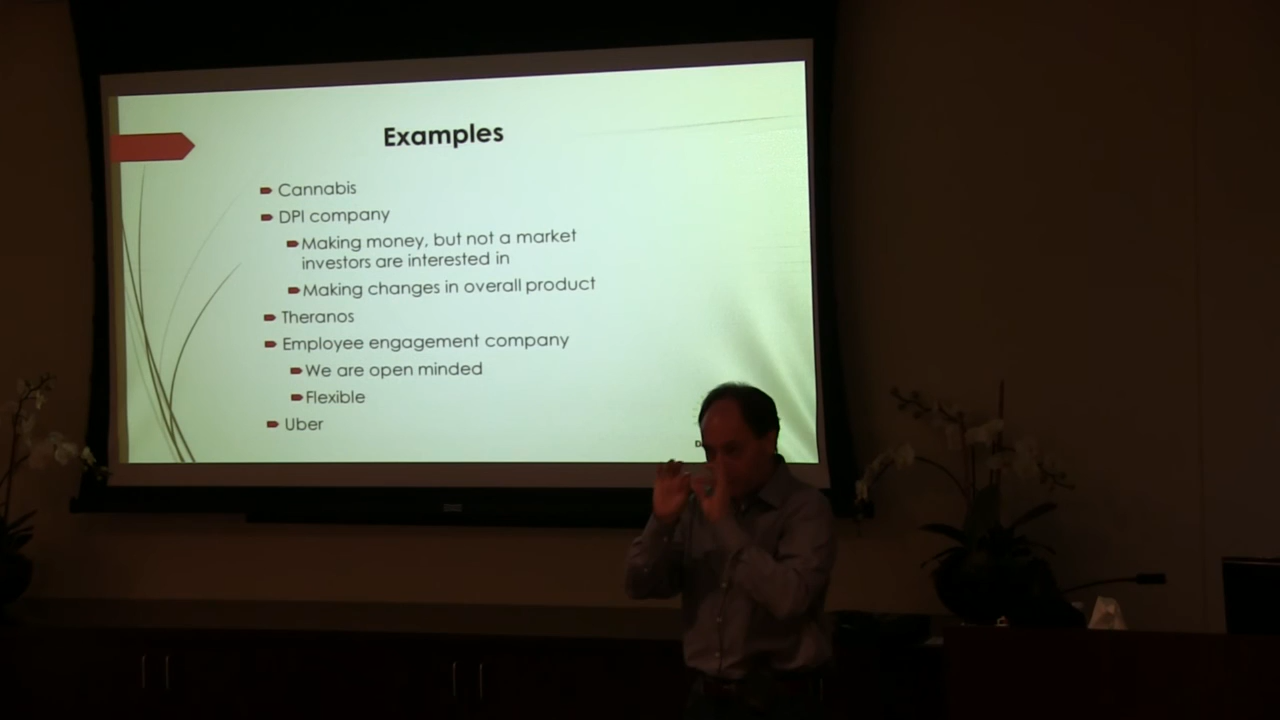 Examples
Cannabis
DPI company
Making money, but not a market
investors are interested in
Making changes in overall product
Theranos
Employee engagement company
We are open minded
Flexible
Uber